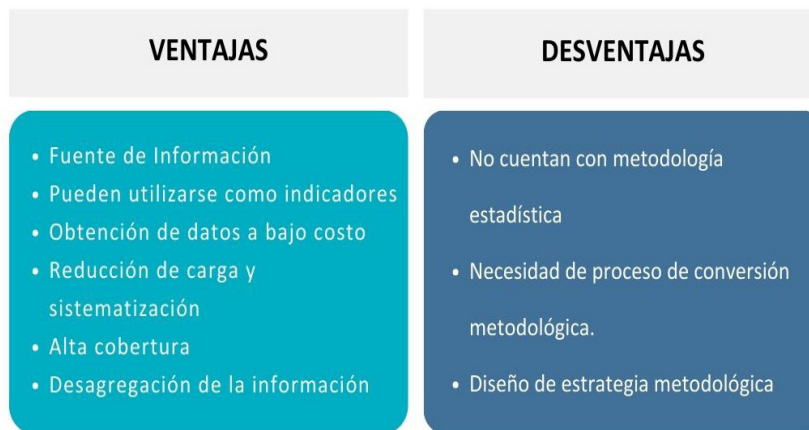 VENTAJAS
• Fuente de Información
• Pueden utilizarse como indicadores
• Obtención de datos a bajo costo
• Reducción de carga y
sistematización
• Alta cobertura
• Desagregación de la información
DESVENTAJAS
• No cuentan con metodología
estadística
• Necesidad de proceso de conversión
metodológica.
• Diseño de estrategia metodológica